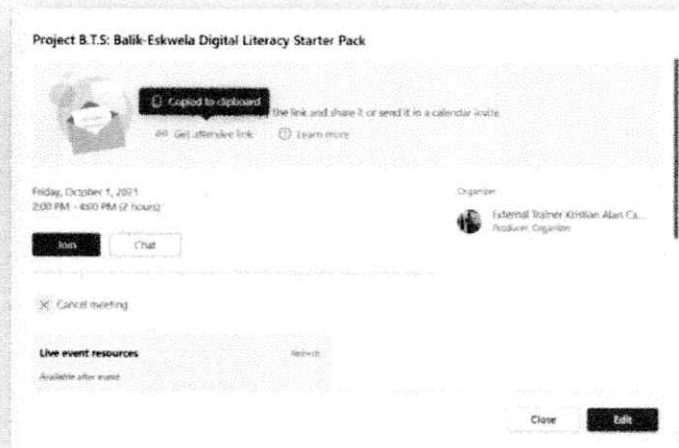 Project B.T.S: Balik-Eskwela Digital Literacy Starter Pack
Copied to clipboard
the link and share it or send it in a calendar invite
Get attendee link
Learn more
Friday, October 1, 2021
2:00 PM - 4:00 PM (2 hours)
Organizer
External Trainer Kristian Alan Ca...
Producer, Organizer
Join
Chat
Cancel meeting
Live event resources
Refresh
Available after event
Close
Edit